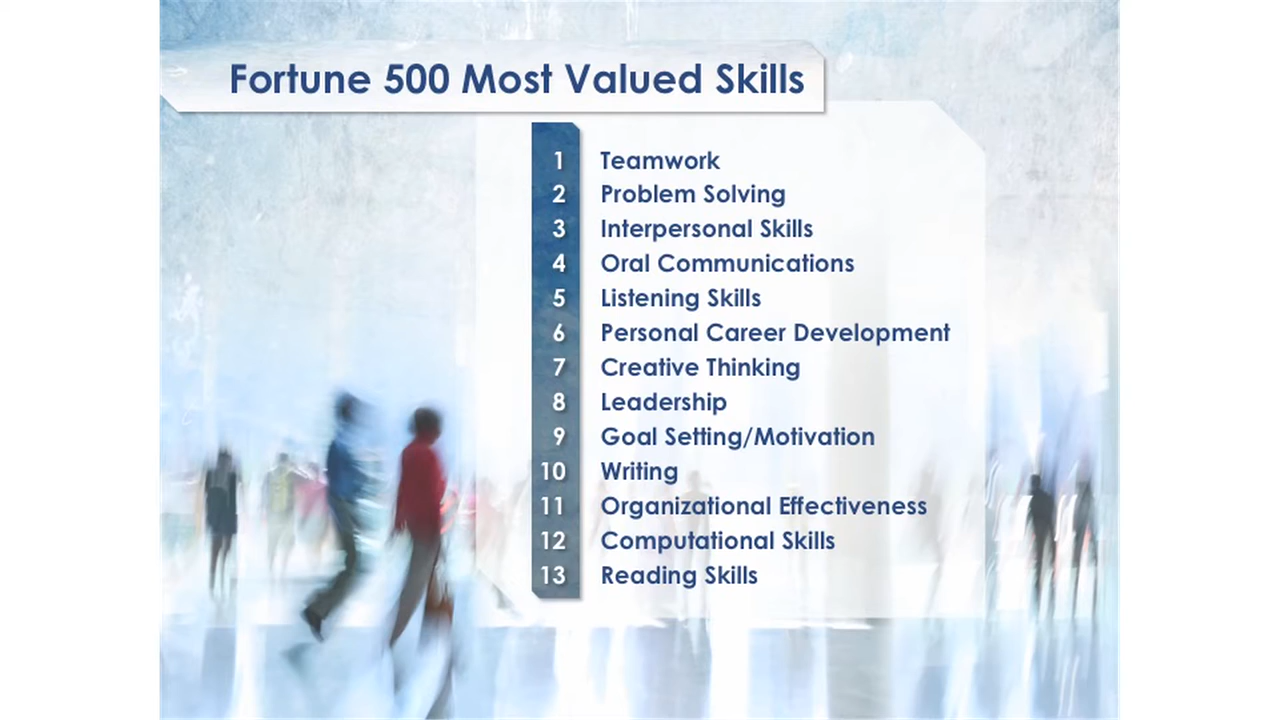 Fortune 500 Most Valued Skills
1 Teamwork
2 Problem Solving
3 Interpersonal Skills
4 Oral Communications
5 Listening Skills
6 Personal Career Development
7 Creative Thinking
8 Leadership
9 Goal Setting/Motivation
10 Writing
11 Organizational Effectiveness
12 Computational Skills
13 Reading Skills